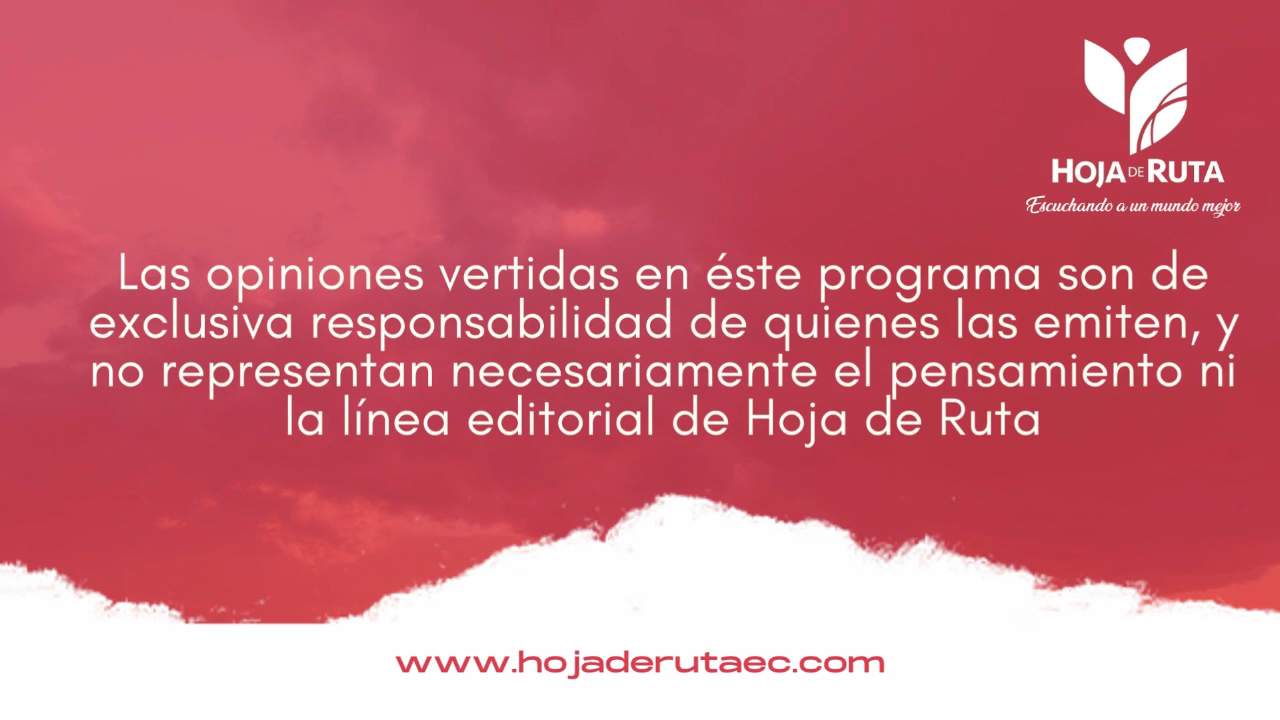 HOJA DE RUTA
Escuchando a un mundo mejor
Las opiniones vertidas en éste programa son de
exclusiva responsabilidad de quienes las emiten, y
no representan necesariamente el pensamiento ni
la línea editorial de Hoja de Ruta
www.hojaderutaec.com